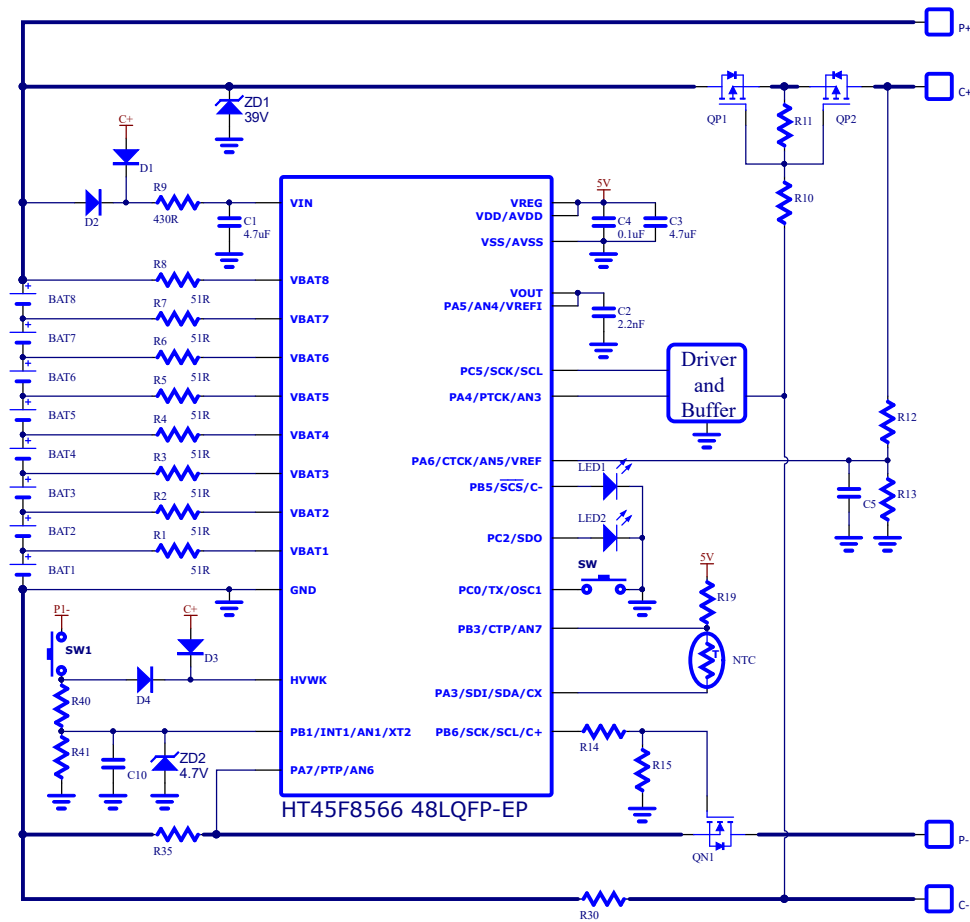 P+
C+
ZD1
39V
QP1
QP2
R11
C+
D1
R10
R9
D2
430R
C1
4.7uF
VIN
VREG
VDD/AVDD
VSS/AVSS
5V
C4
0.1uF
C3
4.7uF
R8
51R
VBAT8
BAT8
VOUT
PA5/AN4/VREFI
C2
2.2nF
R7
51R
VBAT7
BAT7
R6
51R
VBAT6
BAT6
PC5/SCK/SCL
PA4/PTCK/AN3
Driver
and
Buffer
R5
51R
VBAT5
BAT5
R4
51R
VBAT4
BAT4
R12
PA6/CTCK/AN5/VREF
R3
51R
VBAT3
BAT3
PB5/SCS/C-
LED1
C5
R13
R2
51R
VBAT2
BAT2
PC2/SDO
LED2
R1
51R
VBAT1
BAT1
GND
SW
PC0/TX/OSC1
5V
R19
P1-
C+
SW1
D3
PB3/CTP/AN7
T
NTC
D4
HVWK
PA3/SDI/SDA/CX
R40
PB1/INT1/AN1/XT2
PB6/SCK/SCL/C+
R14
R41
C10
ZD2
4.7V
PA7/PTP/AN6
R15
HT45F8566 48LQFP-EP
R35
QN1
P-
R30
C-